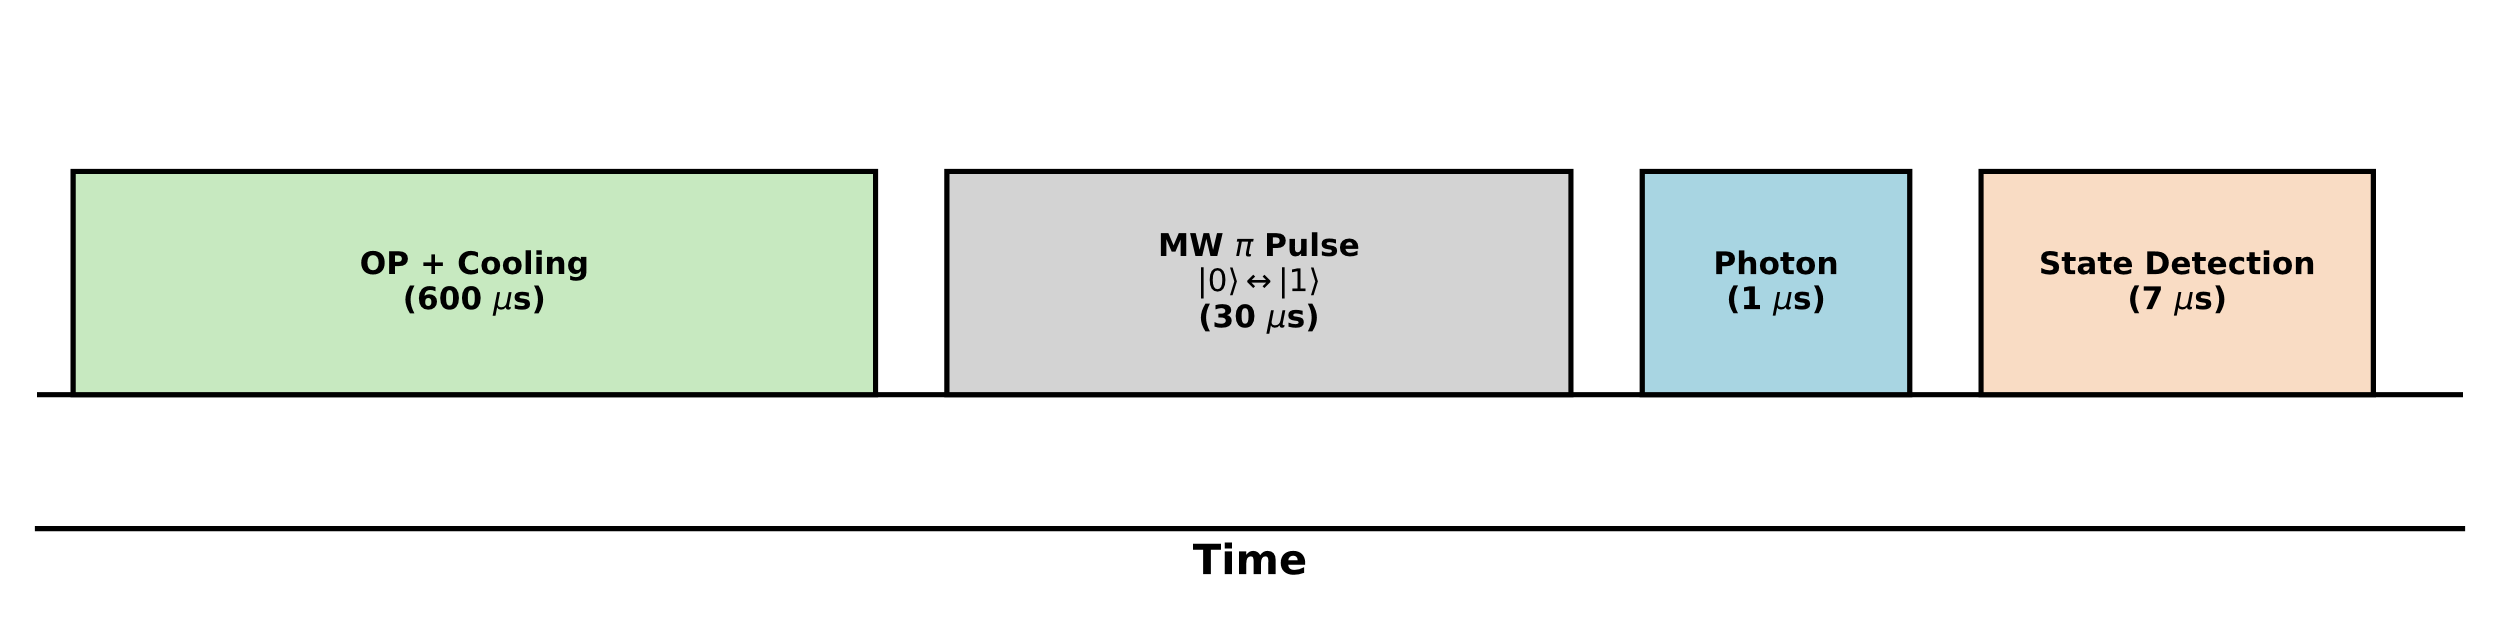 OP + Cooling
(600 μs)
MW π Pulse
|0⟩ ↔ |1⟩
(30 μs)
Photon
(1 μs)
State Detection
(7 μs)
Time